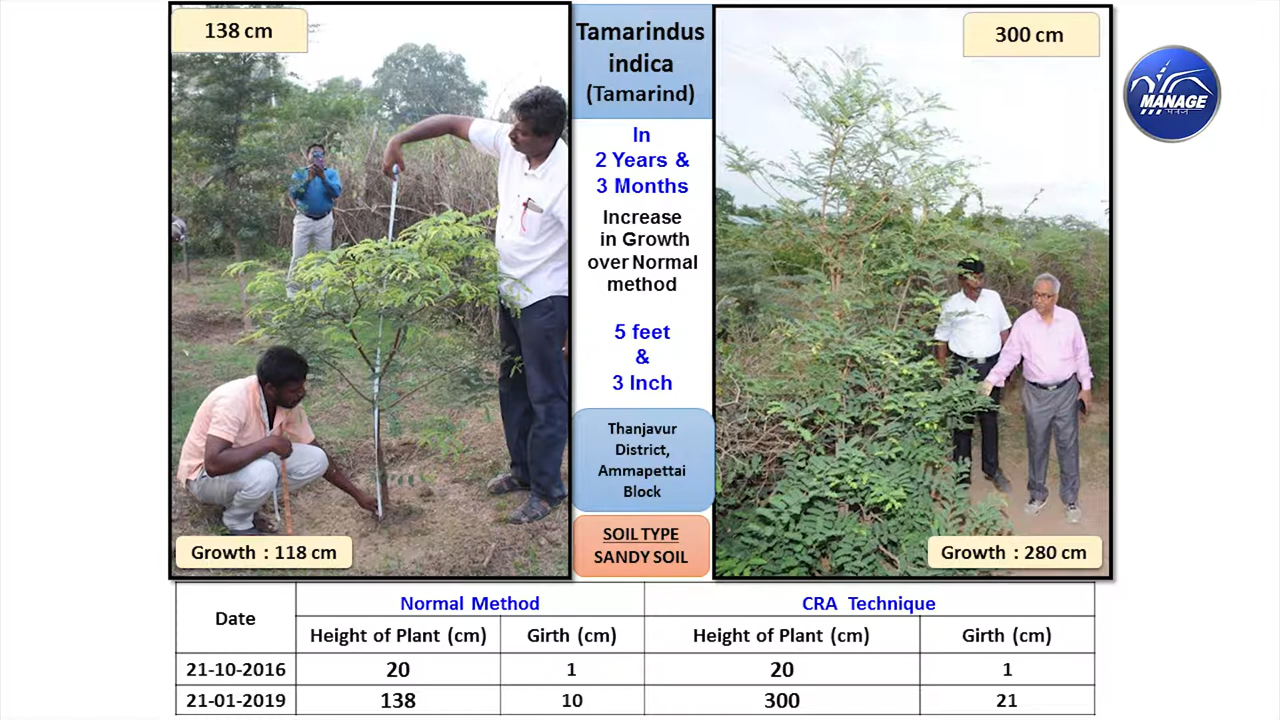 138 cm
Tamarindus
indica
(Tamarind)
In
2 Years &
3 Months
Increase
in Growth
over Normal
method
5 feet
&
3 Inch
Thanjavur
District,
Ammapettai
Block
SOIL TYPE
SANDY SOIL
300 cm
MANAGE
मैनेज
Growth : 118 cm
Growth : 280 cm
Date
Normal Method
CRA Technique
Height of Plant (cm)
Girth (cm)
Height of Plant (cm)
Girth (cm)
21-10-2016
20
1
20
1
21-01-2019
138
10
300
21